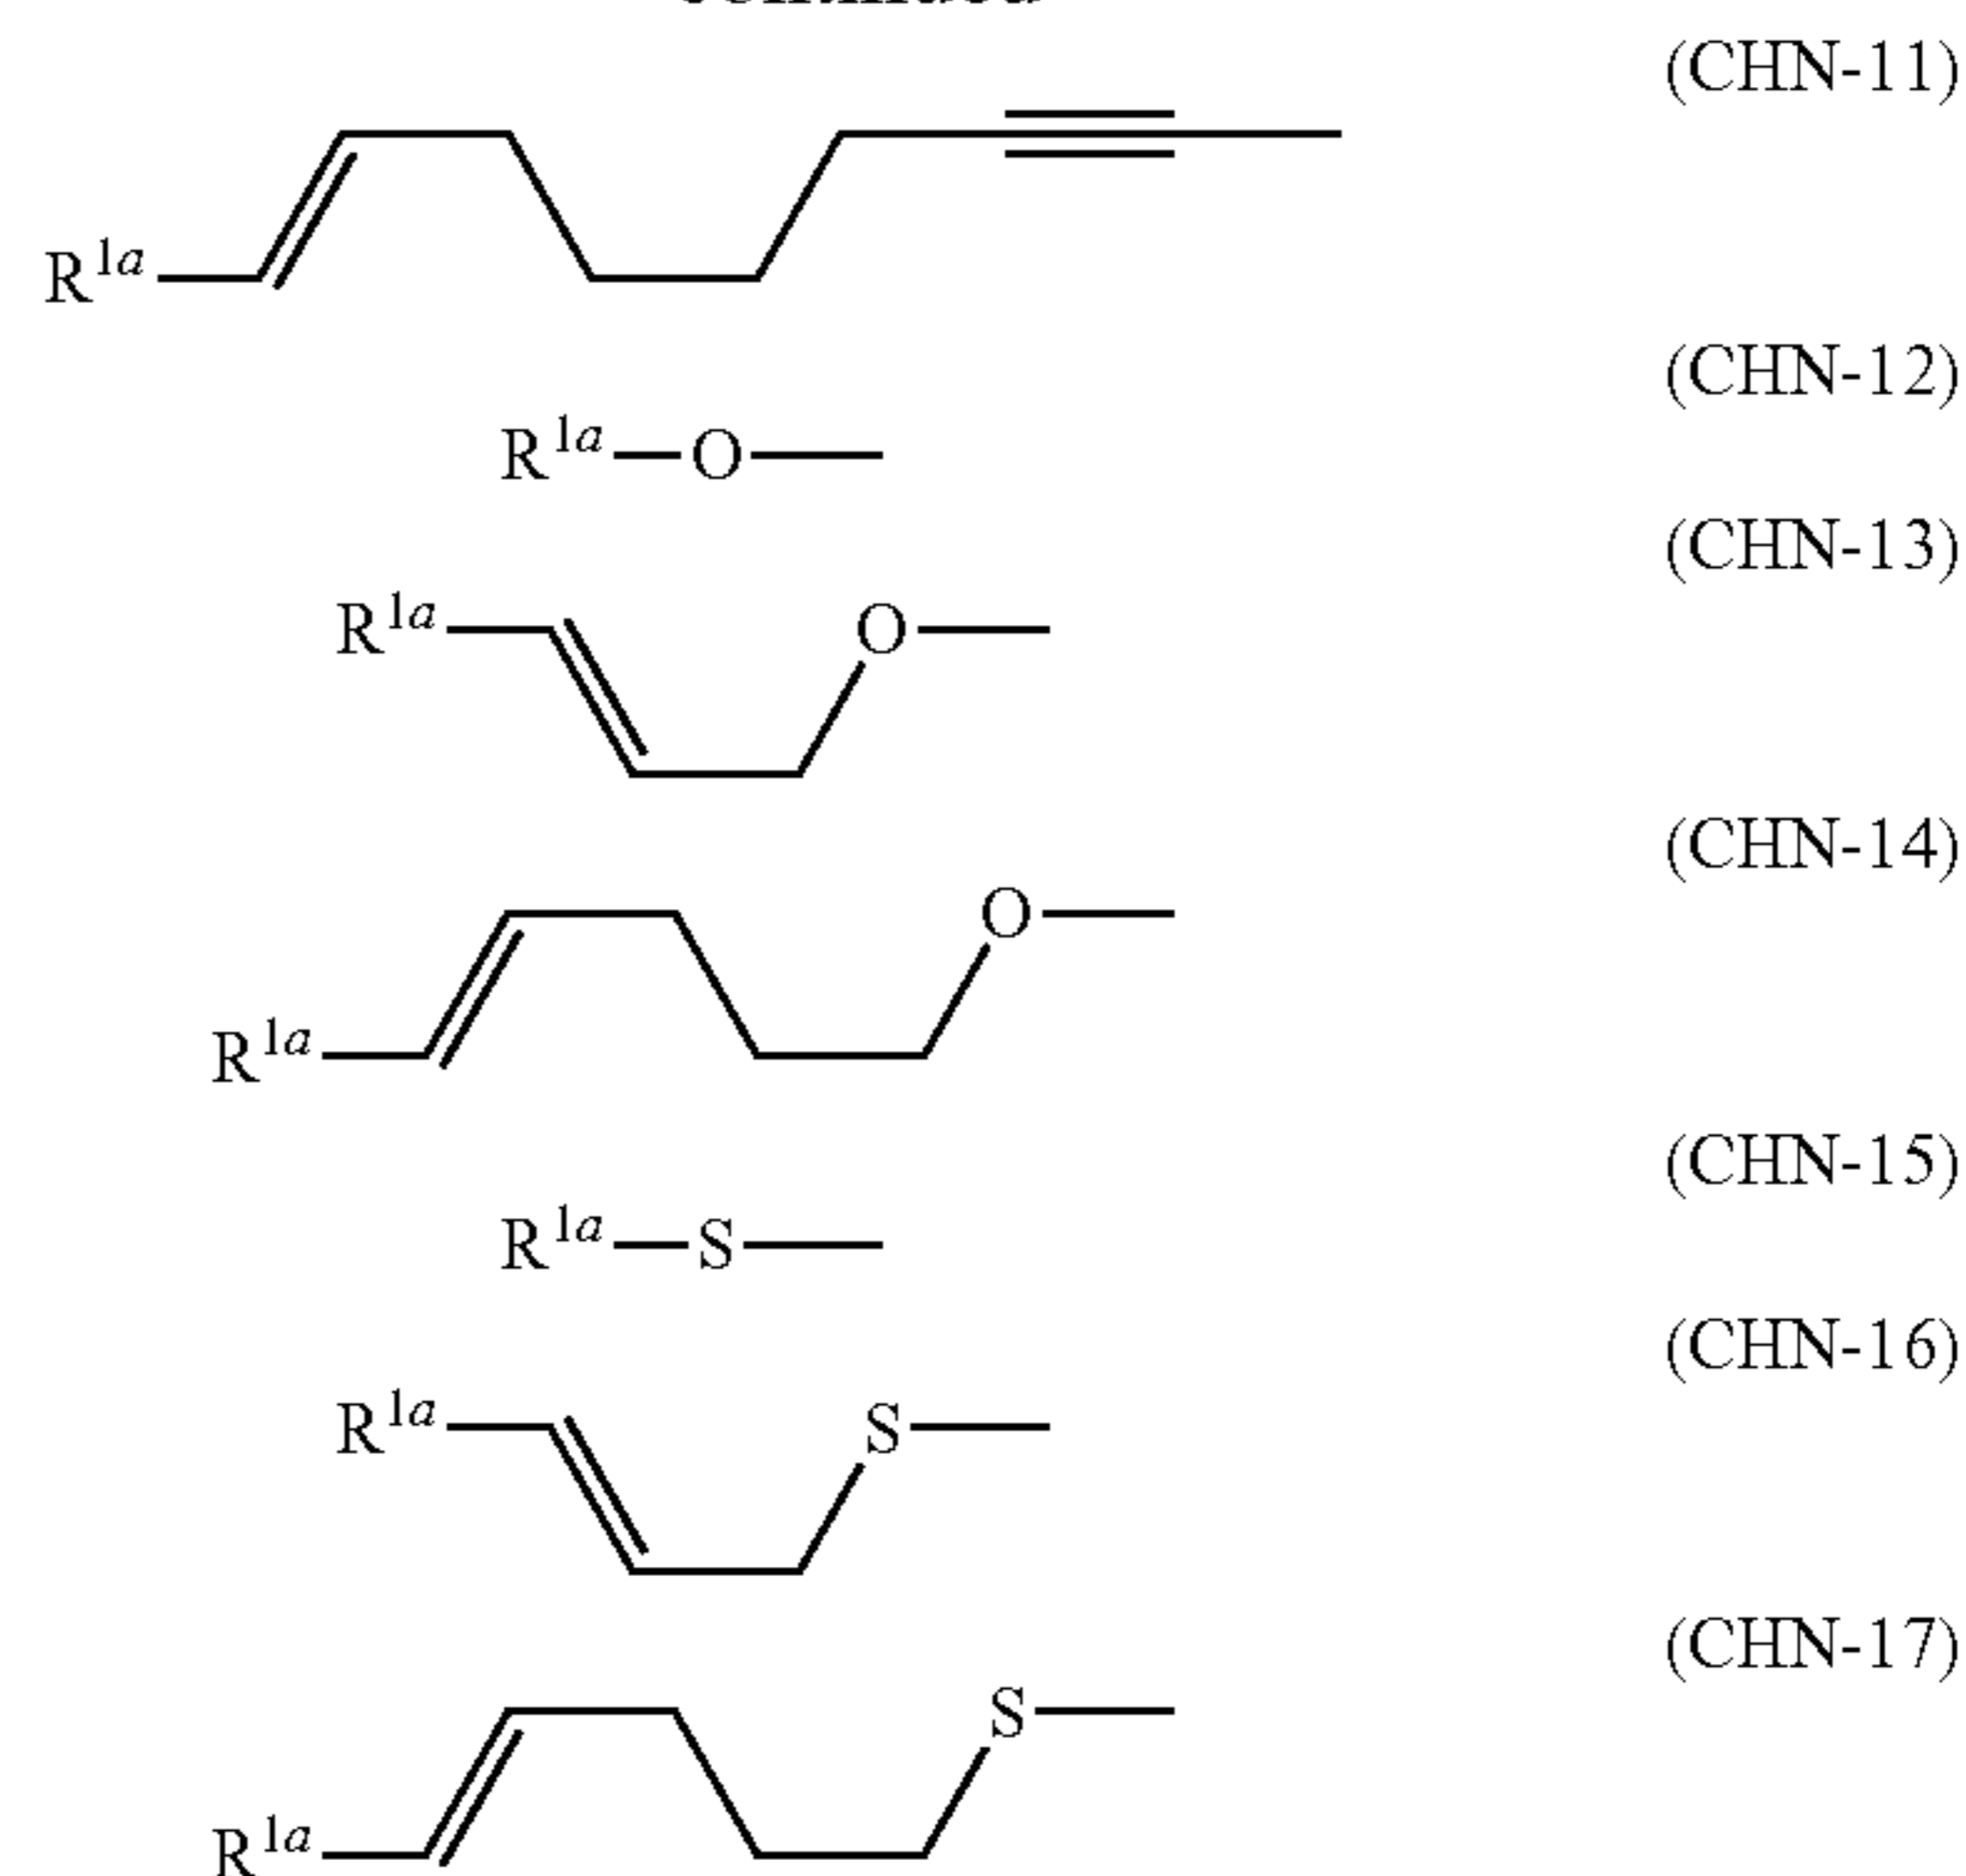 (CHN-11)
R1a
(CHN-12)
R1a O
(CHN-13)
R1a O
(CHN-14)
O
R1a
(CHN-15)
R1a S
(CHN-16)
R1a S
(CHN-17)
S
R1a